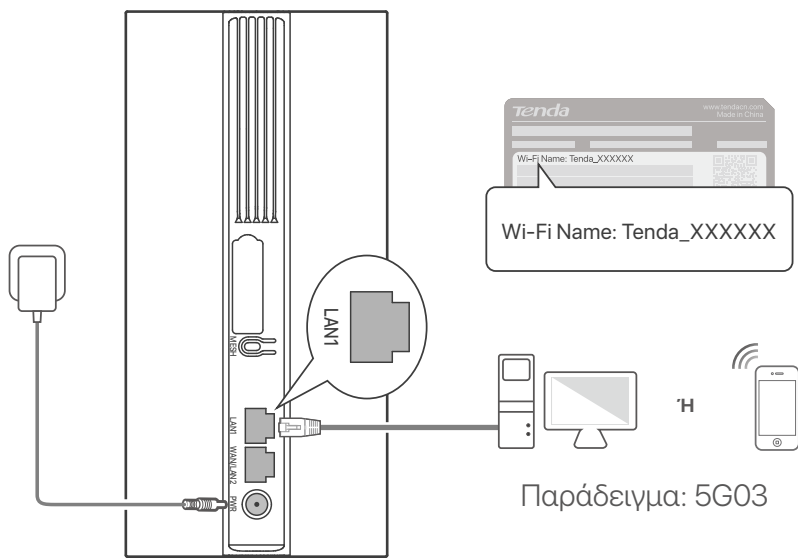 Tenda
www.tendacn.com
Made in China
Wi-Fi Name: Tenda_XXXXXX
Wi-Fi Name: Tenda_XXXXXX
LAN1
MESH
LAN1
WAN/LAN2
PWR
Ή
Παράδειγμα: 5G03